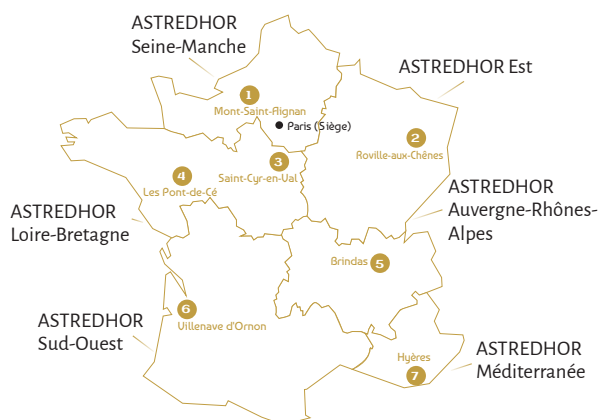 ASTREDHOR
Seine-Manche
ASTREDHOR Est
1
Mont-Saint-Aignan
Paris (Siège)
2
Roville-aux-Chênes
3
Saint-Cyr-en-Val
4
Les Pont-de-Cé
ASTREDHOR
Loire-Bretagne
ASTREDHOR
Auvergne-Rhônes-
Alpes
Brindas 5
6
Villenave d'Ornon
ASTREDHOR
Sud-Ouest
Hyères
7
ASTREDHOR
Méditerranée